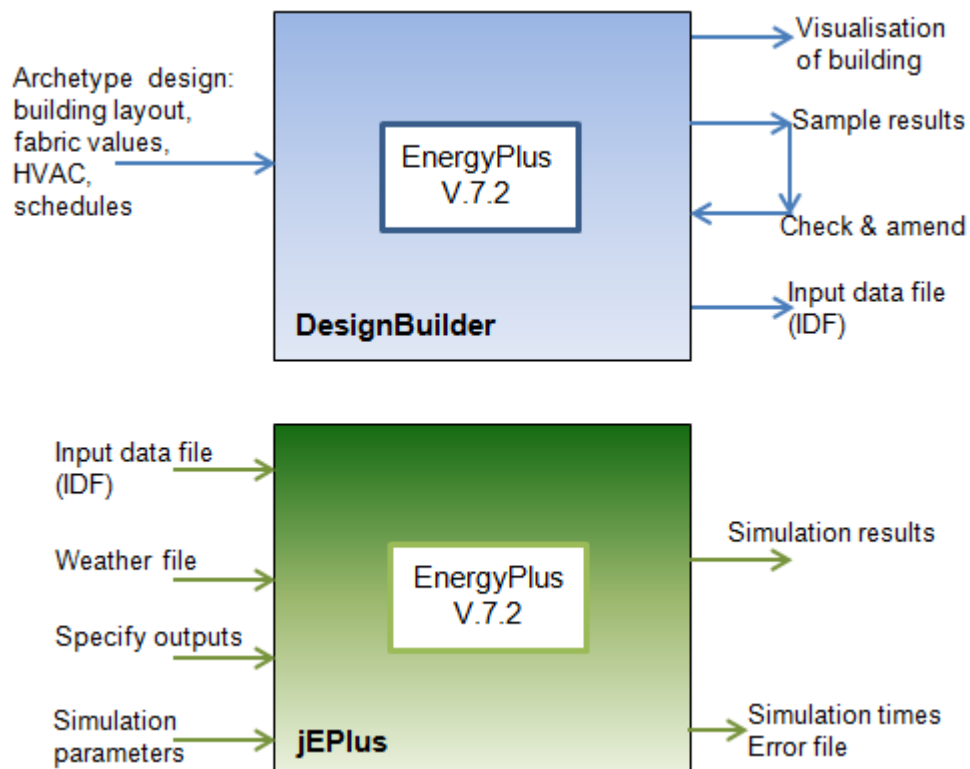 Archetype design:
building layout,
fabric values,
HVAC,
schedules
EnergyPlus
V.7.2
DesignBuilder
Visualisation
of building
Sample results
Check & amend
Input data file
(IDF)
Input data file
(IDF)
Weather file
Specify outputs
Simulation
parameters
EnergyPlus
V.7.2
jEPlus
Simulation results
Simulation times
Error file